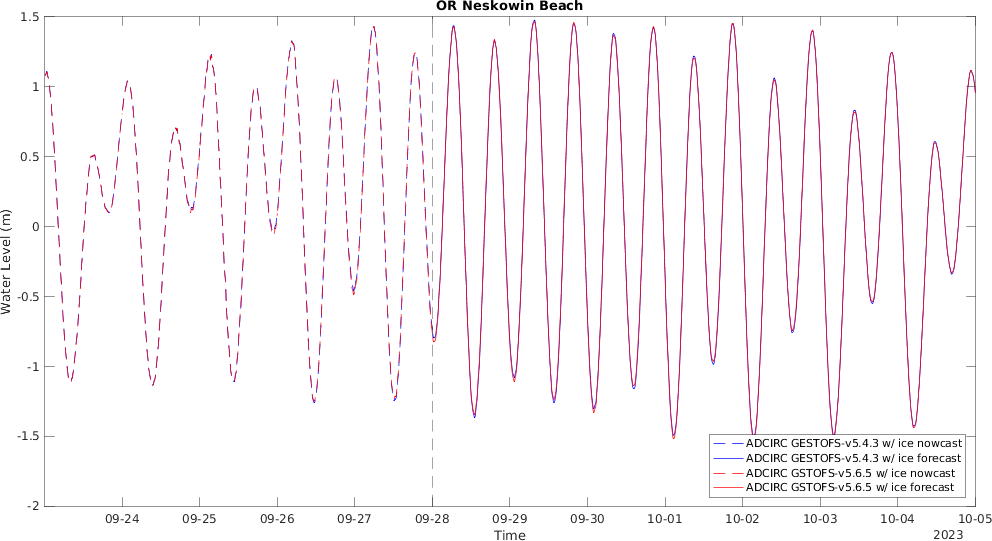 OR Neskowin Beach
1.5
1
0.5
0
-0.5
-1
-1.5
-2
Water Level (m)
ADCIRC GESTOFS-v5.4.3 w/ ice nowcast
ADCIRC GESTOFS-v5.4.3 w/ ice forecast
ADCIRC GSTOFS-v5.6.5 w/ ice nowcast
ADCIRC GSTOFS-v5.6.5 w/ ice forecast
09-24 09-25 09-26 09-27 09-28 09-29 09-30 10-01 10-02 10-03 10-04 10-05
Time
2023